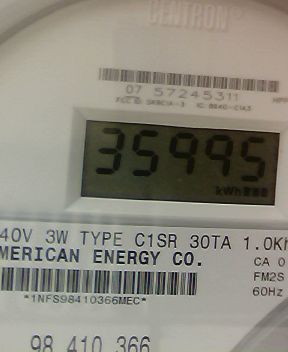 CENTRON®
07 57245311
35995
kWh
40V 3W TYPE C1SR 30TA 1.0Kh
MERICAN ENERGY CO.
CA 0
FM2S
*1NFS98410366MEC*
60Hz
98 410 366